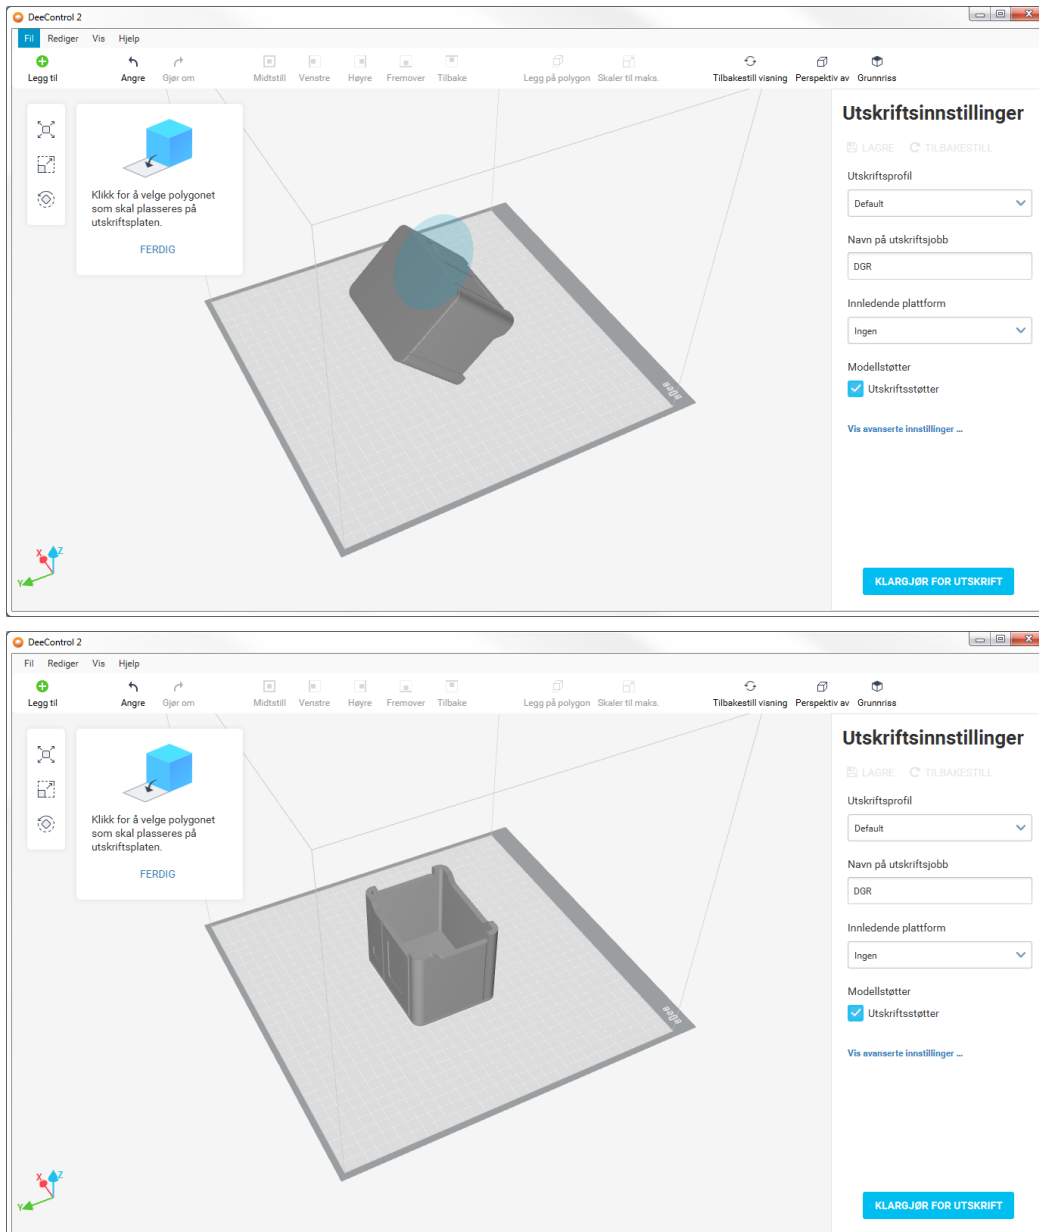 DeeControl 2
Fil Rediger Vis Hjelp
Legg til Angre Gjør om Midtstill Venstre Høyre Fremover Tilbake Legg på polygon Skaler til maks. Tilbakestill visning Perspektiv av Grunnriss
Klikk for å velge polygonet
som skal plasseres på
utskriftsplaten.
FERDIG
Utskriftsinnstillinger
LAGRE TILBAKESTILL
Utskriftsprofil
Default
Navn på utskriftsjobb
DGR
Innledende plattform
Ingen
Modellstøtter
Utskriftsstøtter
Vis avanserte innstillinger ...
KLARGJØR FOR UTSKRIFT
X Z
Y
DeeControl 2
Fil Rediger Vis Hjelp
Legg til Angre Gjør om Midtstill Venstre Høyre Fremover Tilbake Legg på polygon Skaler til maks. Tilbakestill visning Perspektiv av Grunnriss
Klikk for å velge polygonet
som skal plasseres på
utskriftsplaten.
FERDIG
Utskriftsinnstillinger
LAGRE TILBAKESTILL
Utskriftsprofil
Default
Navn på utskriftsjobb
DGR
Innledende plattform
Ingen
Modellstøtter
Utskriftsstøtter
Vis avanserte innstillinger ...
KLARGJØR FOR UTSKRIFT
X Z
Y